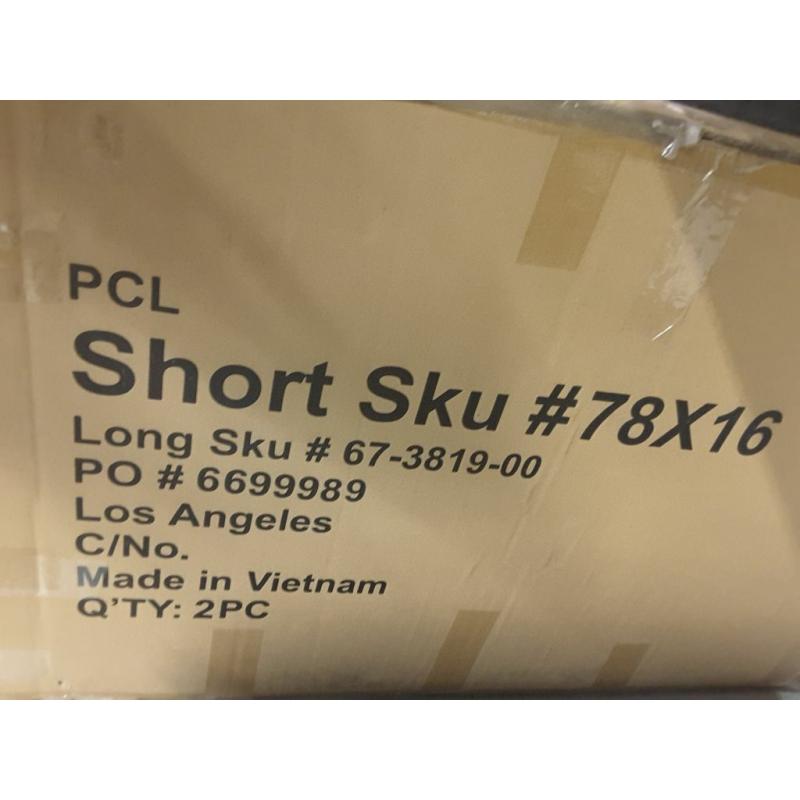 PCL
Short Sku #78X16
Long Sku # 67-3819-00
PO # 6699989
Los Angeles
C/No.
Made in Vietnam
Q'TY: 2PC